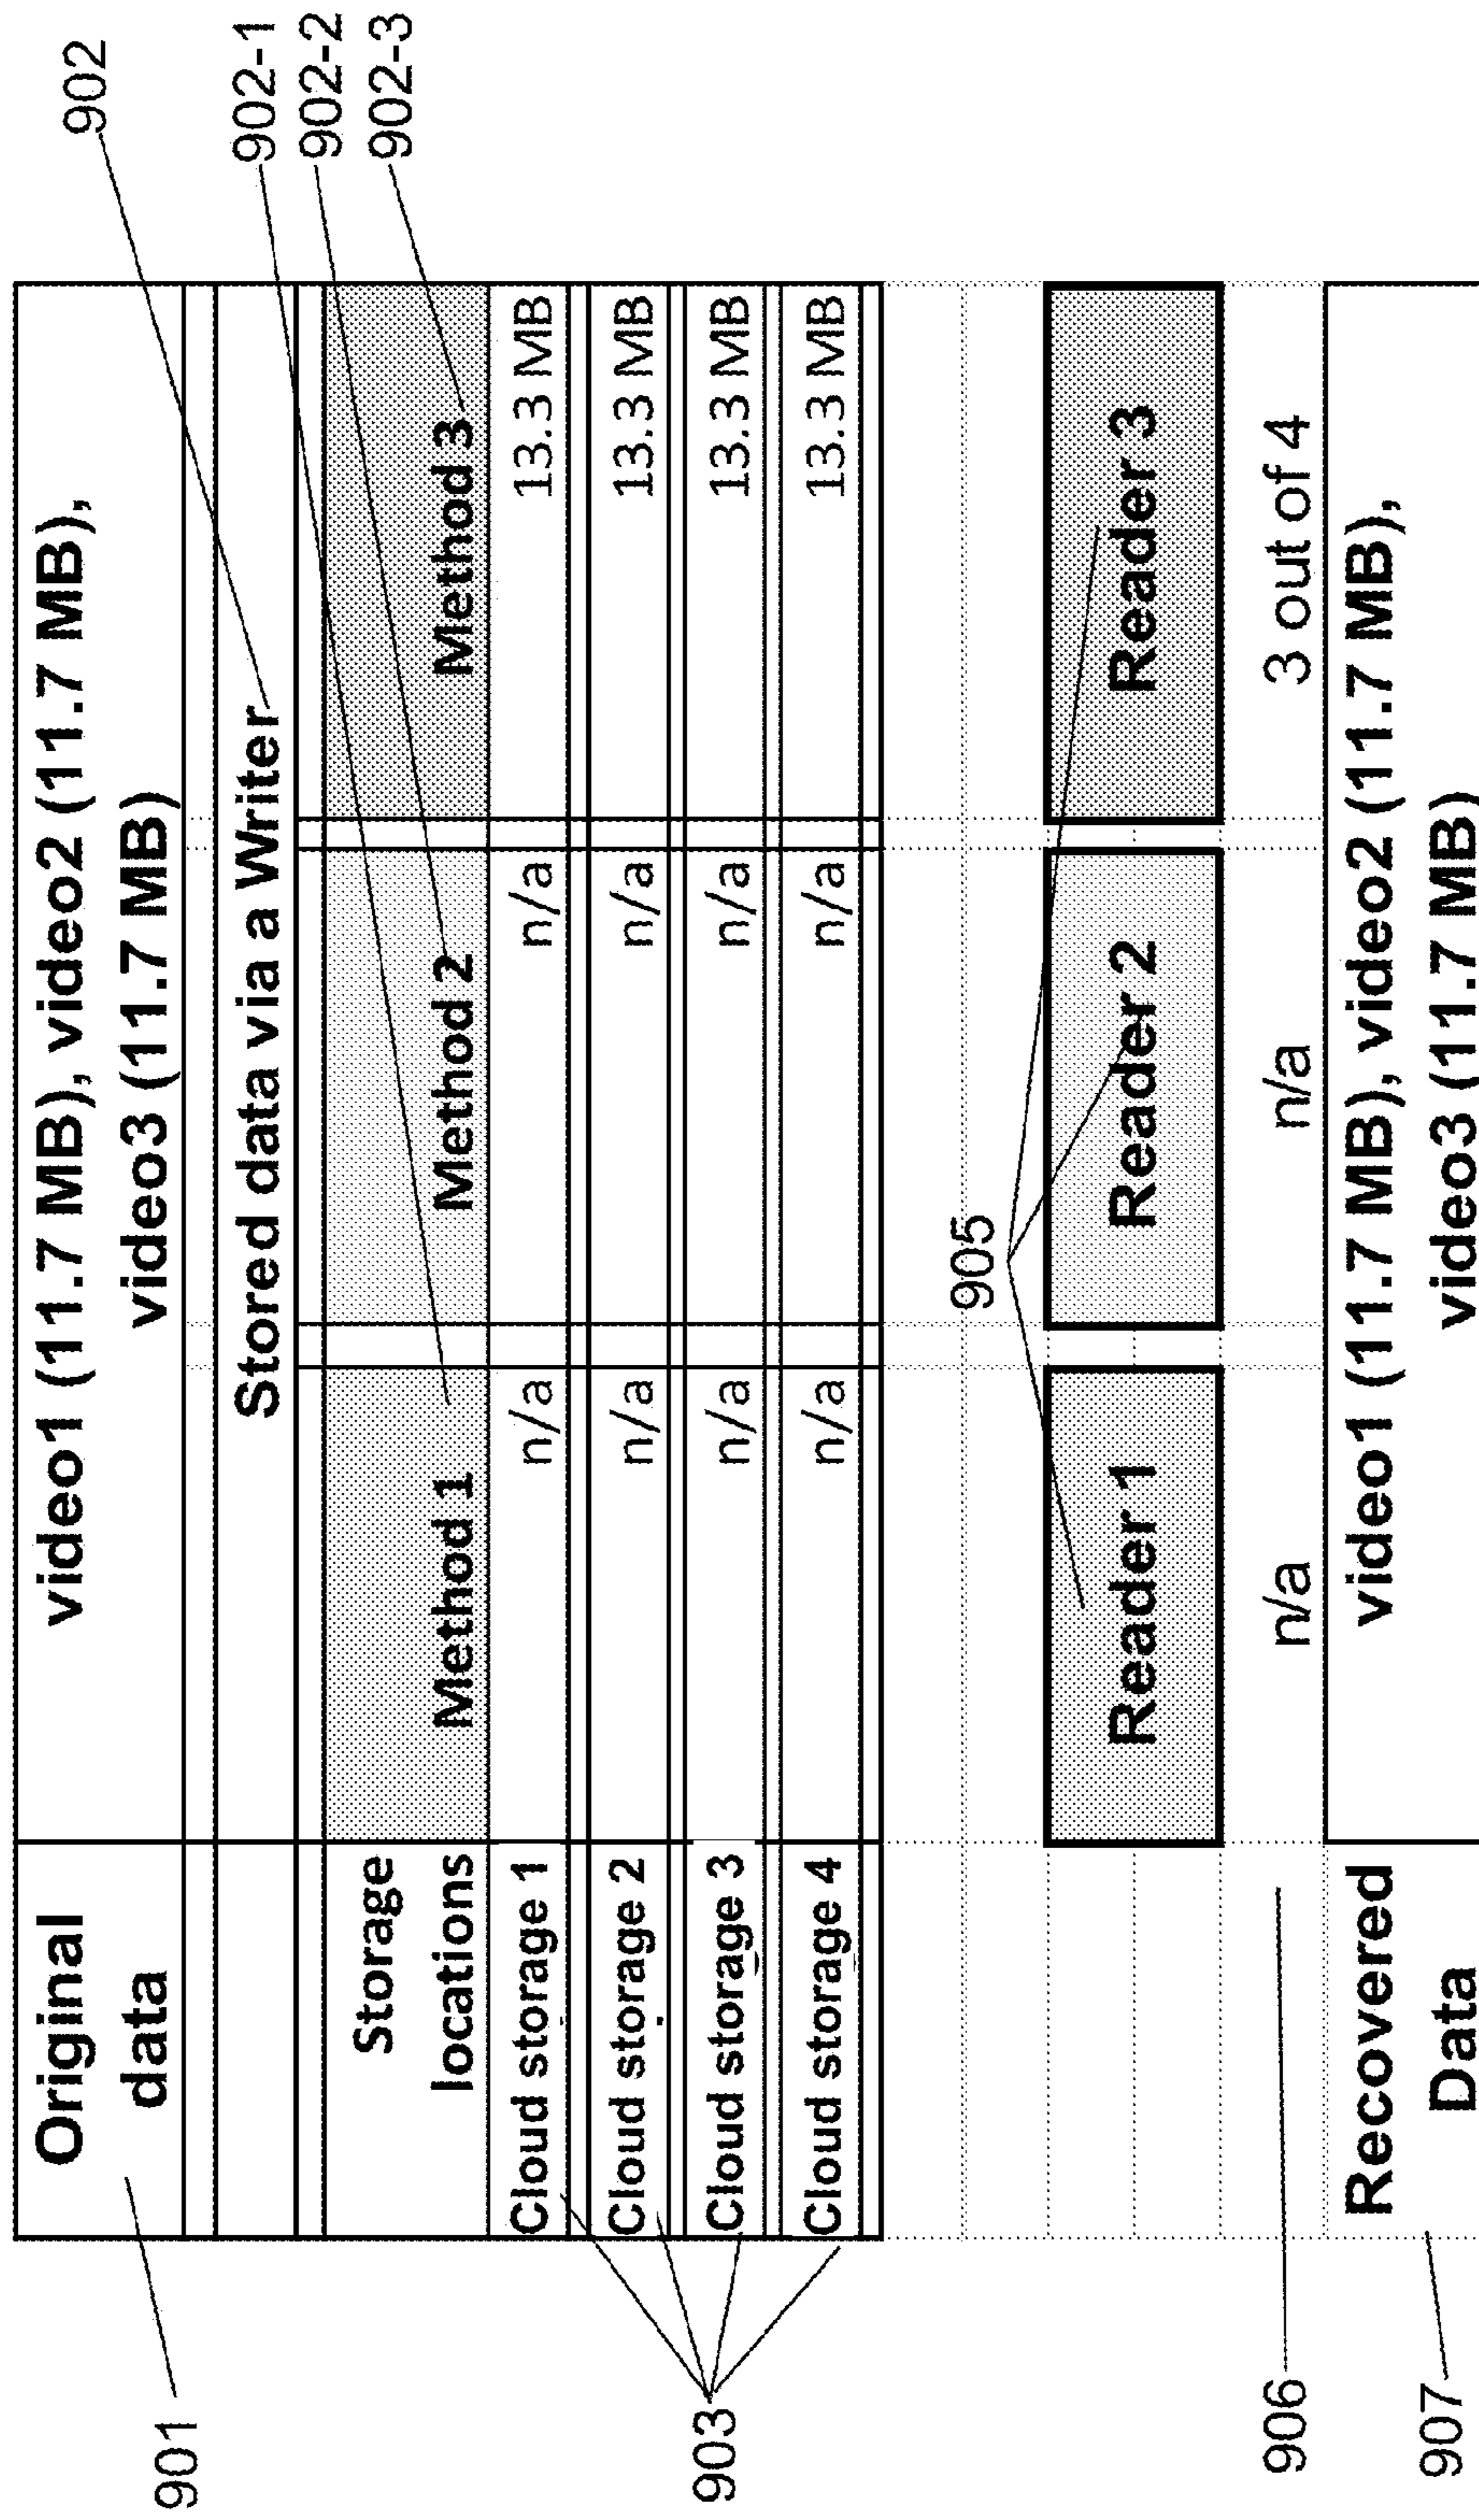 902
902-1
902-2
902-3
Original data
video1 (11.7 MB), video2 (11.7 MB),
video3 (11.7 MB)
901
Stored data via a Writer
Storage locations
Method 1
Method 2
Method 3
Cloud storage 1
n/a
n/a
13.3 MB
Cloud storage 2
n/a
n/a
13.3 MB
Cloud storage 3
n/a
n/a
13.3 MB
Cloud storage 4
n/a
n/a
13.3 MB
903
905
Reader 1
Reader 2
Reader 3
906
n/a
n/a
3 out of 4
Recovered
Data
video1 (11.7 MB), video2 (11.7 MB),
video3 (11.7 MB)
907